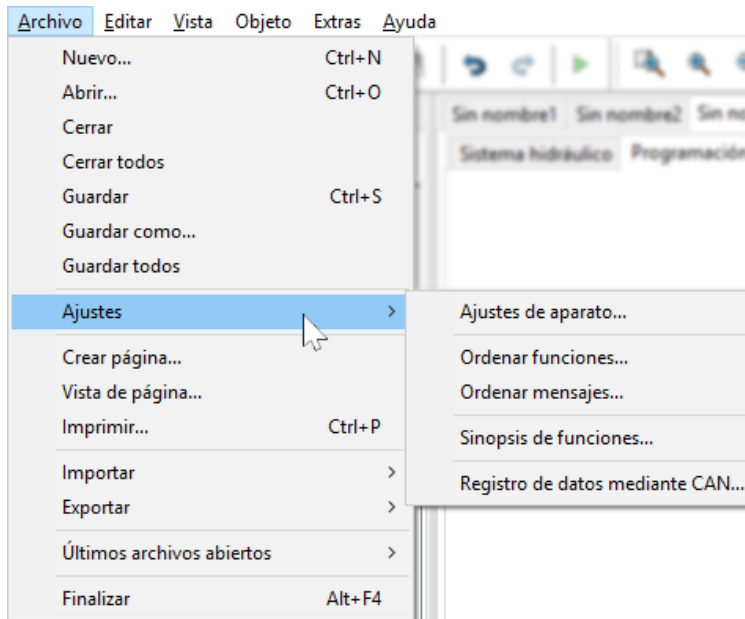 Archivo Editar Vista Objeto Extras Ayuda
Nuevo... Ctrl+N
Abrir... Ctrl+O
Cerrar
Cerrar todos
Guardar Ctrl+S
Guardar como...
Guardar todos
Ajustes
Crear página...
Vista de página...
Imprimir... Ctrl+P
Importar
Exportar
Últimos archivos abiertos
Finalizar Alt+F4
Sin nombre1 Sin nombre2 Sin
Sistema hidráulico Programación
Ajustes de aparato...
Ordenar funciones...
Ordenar mensajes...
Sinopsis de funciones...
Registro de datos mediante CAN...